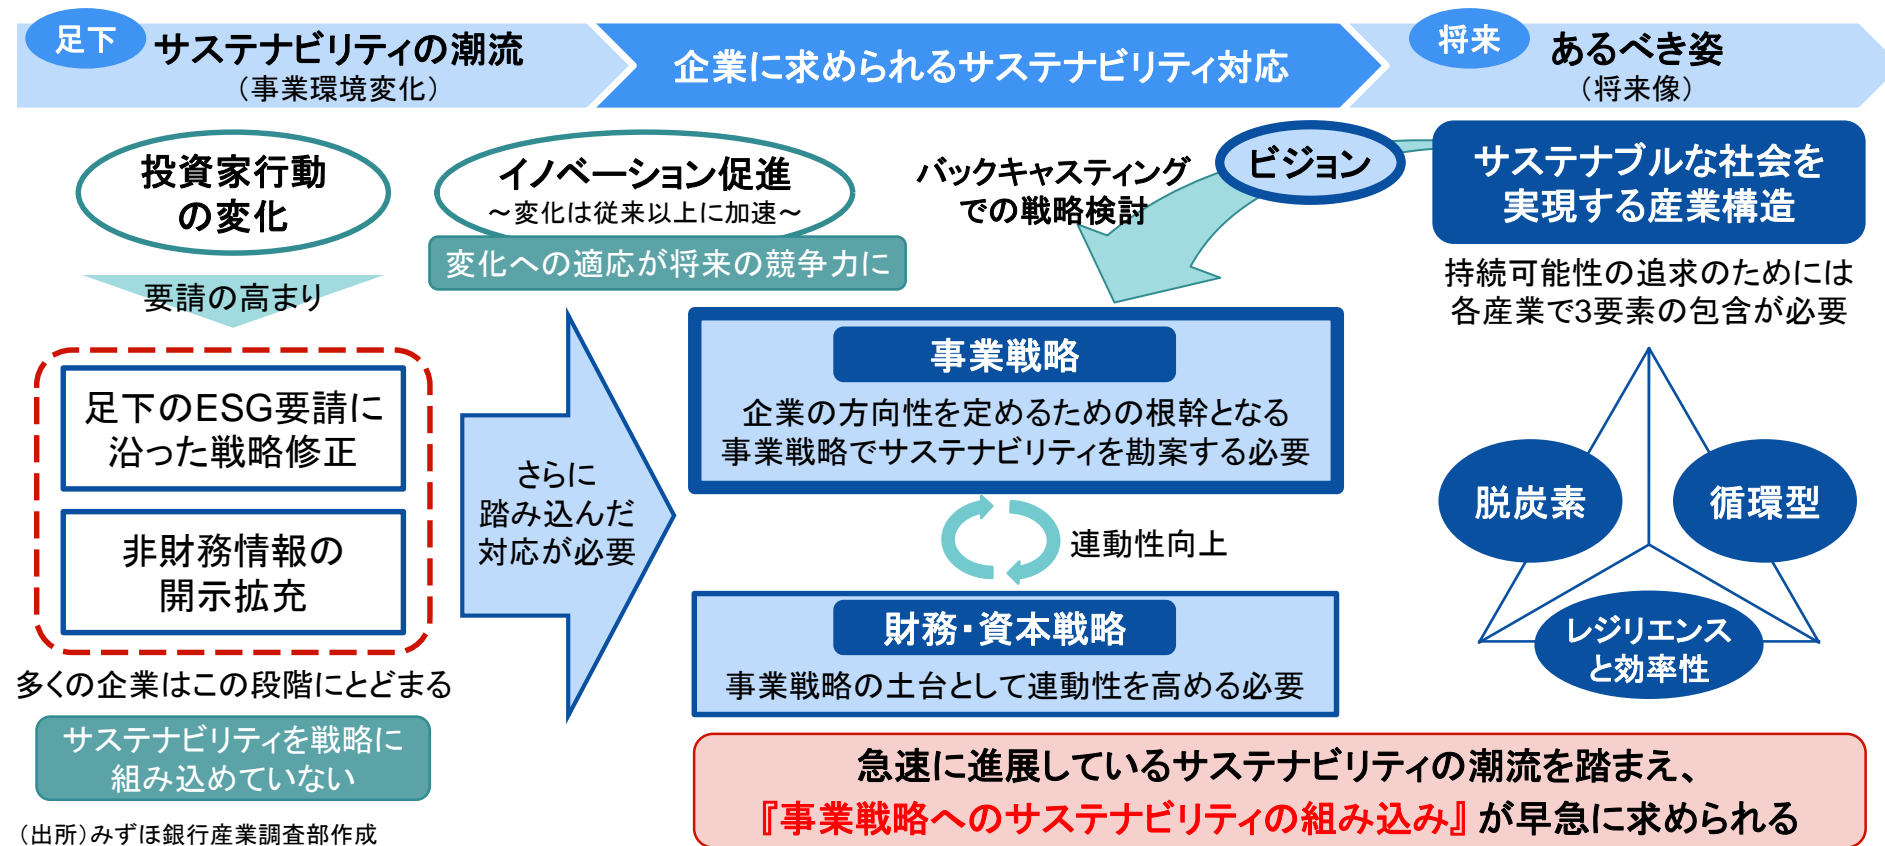 足下
サステナビリティの潮流
（事業環境変化）
企業に求められるサステナビリティ対応
将来
あるべき姿
（将来像）
投資家行動
の変化
要請の高まり
足下のESG要請に
沿った戦略修正
非財務情報の
開示拡充
多くの企業はこの段階にとどまる
サステナビリティを戦略に
組み込めていない
（出所）みずほ銀行産業調査部作成
イノベーション促進
～変化は従来以上に加速～
変化への適応が将来の競争力に
さらに
踏み込んだ
対応が必要
バックキャスティング
での戦略検討
ビジョン
事業戦略
企業の方向性を定めるための根幹となる
事業戦略でサステナビリティを勘案する必要
連動性向上
財務・資本戦略
事業戦略の土台として連動性を高める必要
サステナブルな社会を
実現する産業構造
持続可能性の追求のためには
各産業で3要素の包含が必要
脱炭素
循環型
レジリエンス
と効率性
急速に進展しているサステナビリティの潮流を踏まえ、
『事業戦略へのサステナビリティの組み込み』が早急に求められる